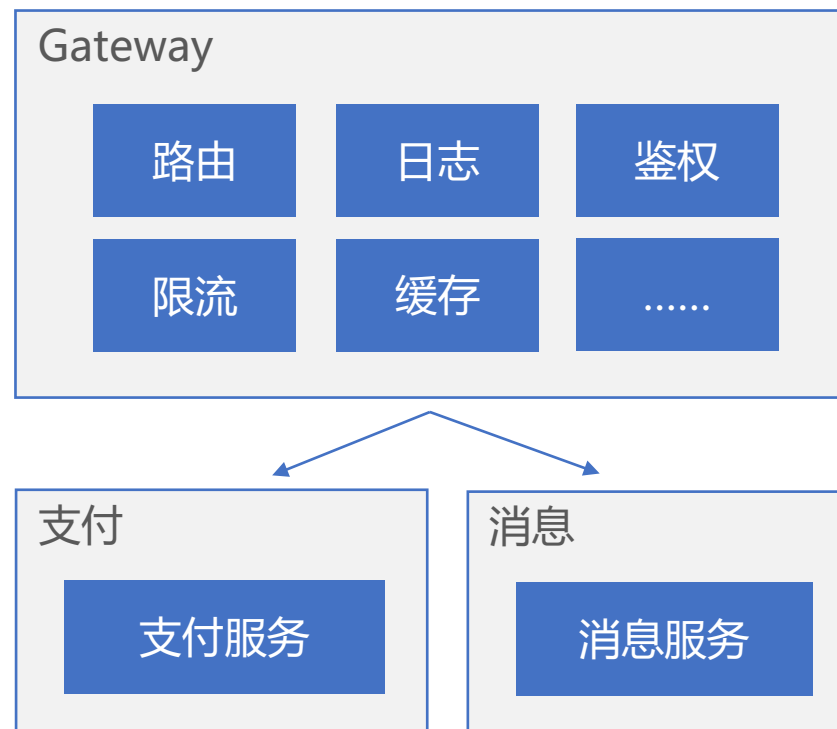 Gateway
路由
日志
鉴权
限流
缓存
......
支付
消息
支付服务
消息服务